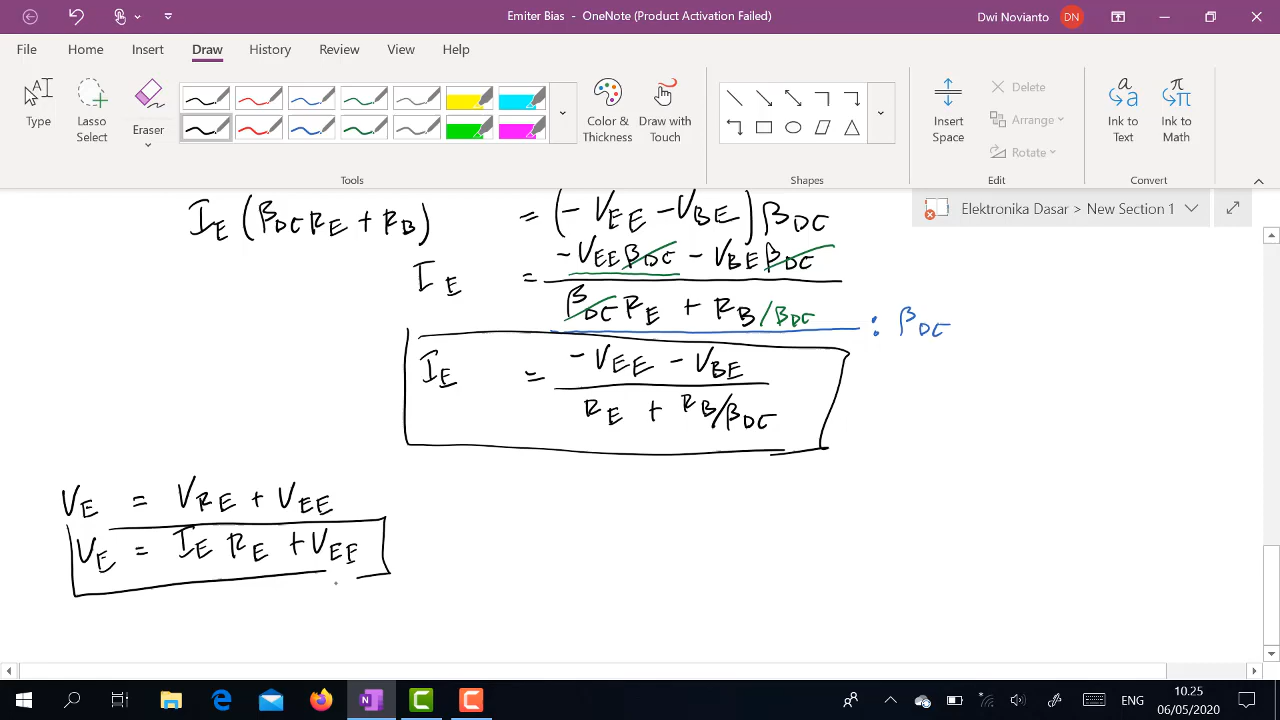 Emiter Bias - OneNote (Product Activation Failed)
Dwi Novianto DN
File Home Insert Draw History Review View Help
Type
Lasso Select
Eraser
Color & Thickness
Draw with Touch
Insert Space
Delete
Arrange
Rotate
Ink to Text
Ink to Math
Tools Shapes Edit Convert
Elektronika Dasar > New Section 1
I_E (β_DC R_E + R_B) = (- V_EE - V_BE) β_DC
I_E = (-V_EE β_DC - V_BE β_DC) / (β_DC R_E + R_B/β_DC) : β_DC
I_E = (-V_EE - V_BE) / (R_E + R_B/β_DC)
V_E = V_RE + V_EE
V_E = I_E R_E + V_EE
ENG
10.25
06/05/2020